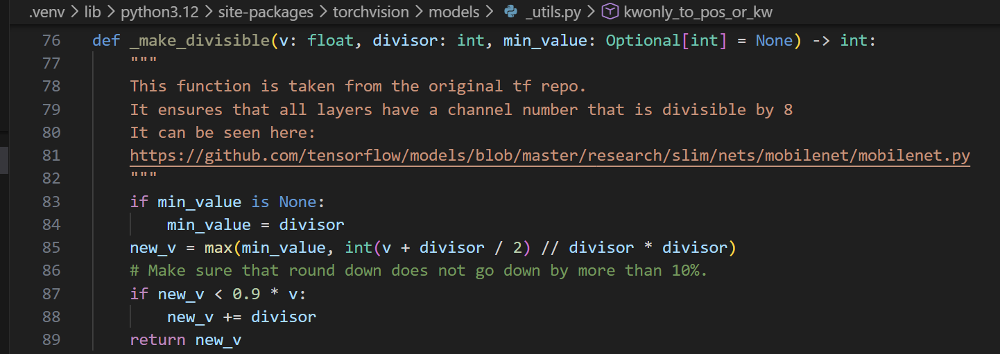 .venv > lib > python3.12 > site-packages > torchvision > models > _utils.py > kwonly_to_pos_or_kw
76 def _make_divisible(v: float, divisor: int, min_value: Optional[int] = None) -> int:
77     """
78     This function is taken from the original tf repo.
79     It ensures that all layers have a channel number that is divisible by 8
80     It can be seen here:
81     https://github.com/tensorflow/models/blob/master/research/slim/nets/mobilenet/mobilenet.py
82     """
83     if min_value is None:
84         min_value = divisor
85     new_v = max(min_value, int(v + divisor / 2) // divisor * divisor)
86     # Make sure that round down does not go down by more than 10%.
87     if new_v < 0.9 * v:
88         new_v += divisor
89     return new_v